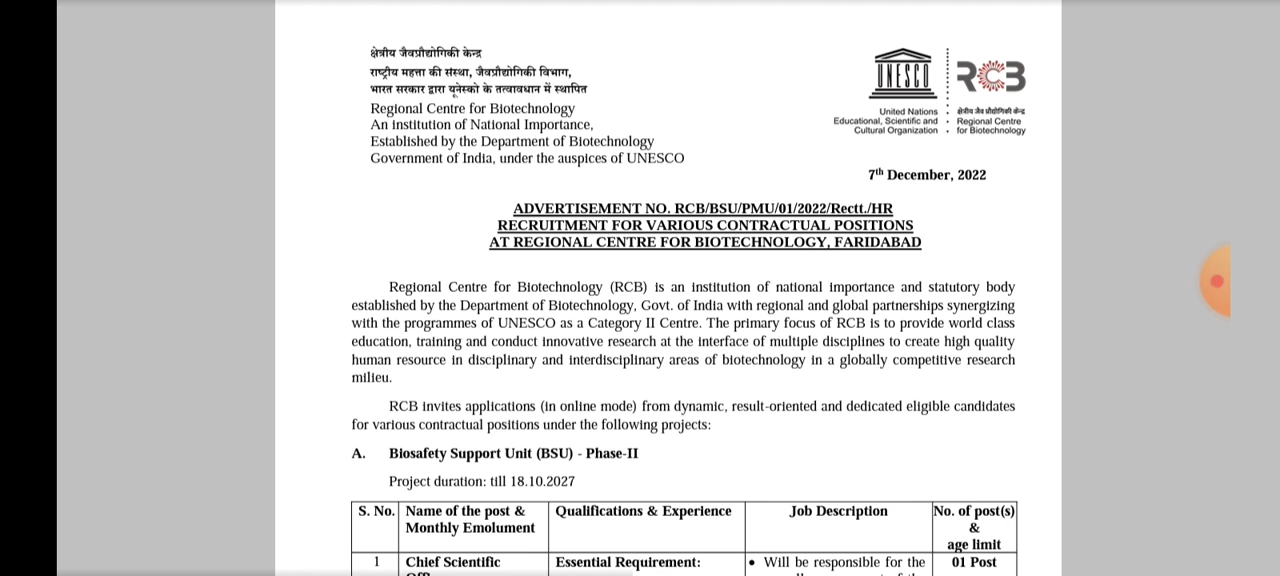 क्षेत्रीय जैवप्रौद्योगिकी केन्द्र
राष्ट्रीय महत्ता की संस्था, जैवप्रौद्योगिकी विभाग,
भारत सरकार द्वारा यूनेस्को के तत्वावधान में स्थापित
Regional Centre for Biotechnology
An institution of National Importance,
Established by the Department of Biotechnology
Government of India, under the auspices of UNESCO
UNESCO
RCB
United Nations
Educational, Scientific and
Cultural Organization
क्षेत्रीय जैव प्रौद्योगिकी केन्द्र
Regional Centre
for Biotechnology
7th December, 2022
ADVERTISEMENT NO. RCB/BSU/PMU/01/2022/Rectt./HR
RECRUITMENT FOR VARIOUS CONTRACTUAL POSITIONS
AT REGIONAL CENTRE FOR BIOTECHNOLOGY, FARIDABAD
Regional Centre for Biotechnology (RCB) is an institution of national importance and statutory body
established by the Department of Biotechnology, Govt. of India with regional and global partnerships synergizing
with the programmes of UNESCO as a Category II Centre. The primary focus of RCB is to provide world class
education, training and conduct innovative research at the interface of multiple disciplines to create high quality
human resource in disciplinary and interdisciplinary areas of biotechnology in a globally competitive research
milieu.
RCB invites applications (in online mode) from dynamic, result-oriented and dedicated eligible candidates
for various contractual positions under the following projects:
A. Biosafety Support Unit (BSU) - Phase-II
Project duration: till 18.10.2027
S. No. Name of the post & Qualifications & Experience Job Description No. of post(s)
Monthly Emolument &
age limit
1 Chief Scientific Essential Requirement: • Will be responsible for the 01 Post